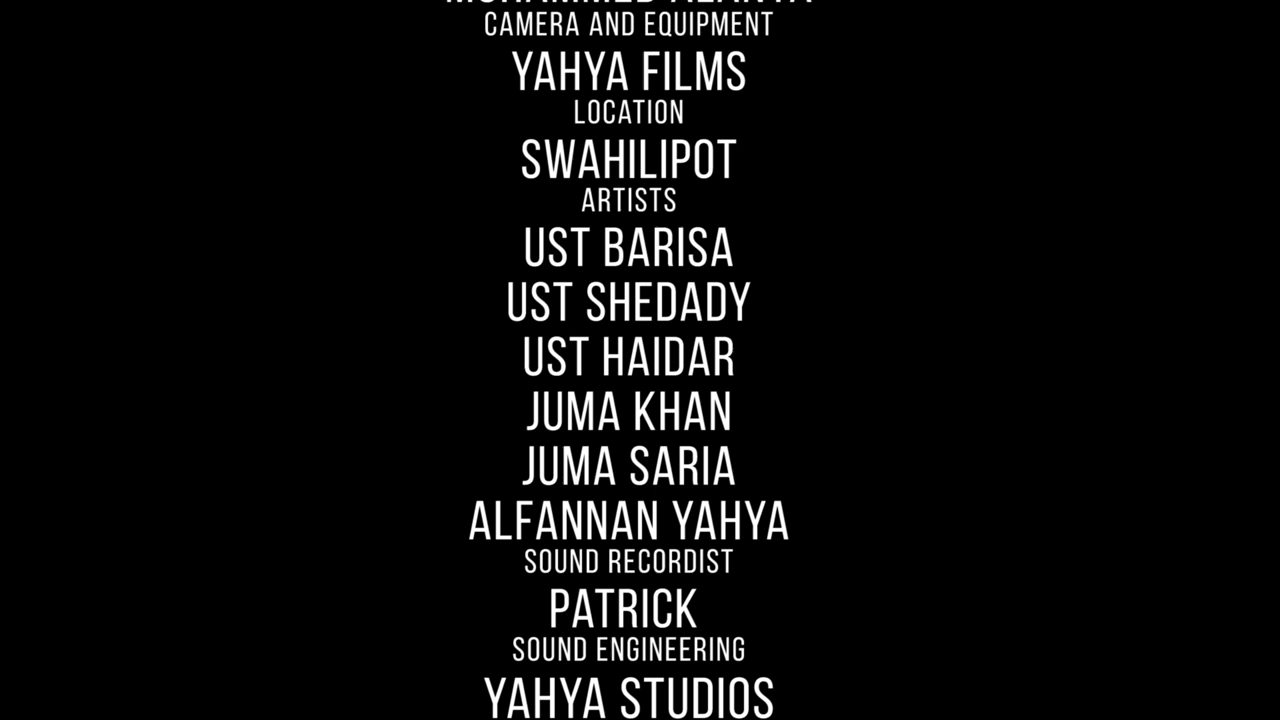 CAMERA AND EQUIPMENT
YAHYA FILMS
LOCATION
SWAHILIPOT
ARTISTS
UST BARISA
UST SHEDADY
UST HAIDAR
JUMA KHAN
JUMA SARIA
ALFANNAN YAHYA
SOUND RECORDIST
PATRICK
SOUND ENGINEERING
YAHYA STUDIOS